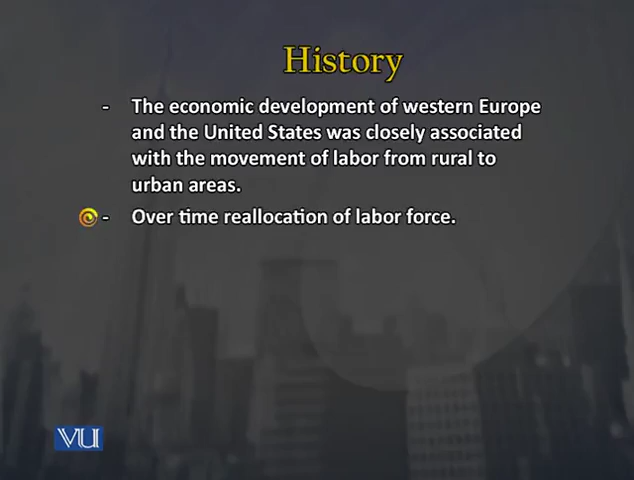 History
- The economic development of western Europe
and the United States was closely associated
with the movement of labor from rural to
urban areas.
- Over time reallocation of labor force.
VU